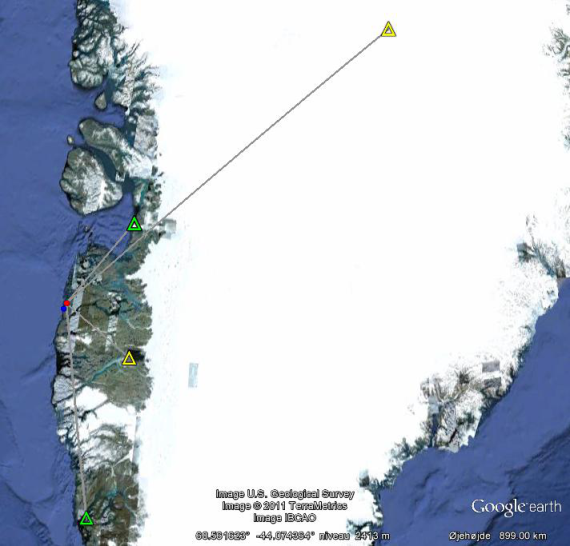 Image U.S. Geological Survey
Image © 2011 TerraMetrics
Image IBCAO
Google earth
68.561623° -44.074364° niveau 2413 m
Øjehøjde 899.00 km